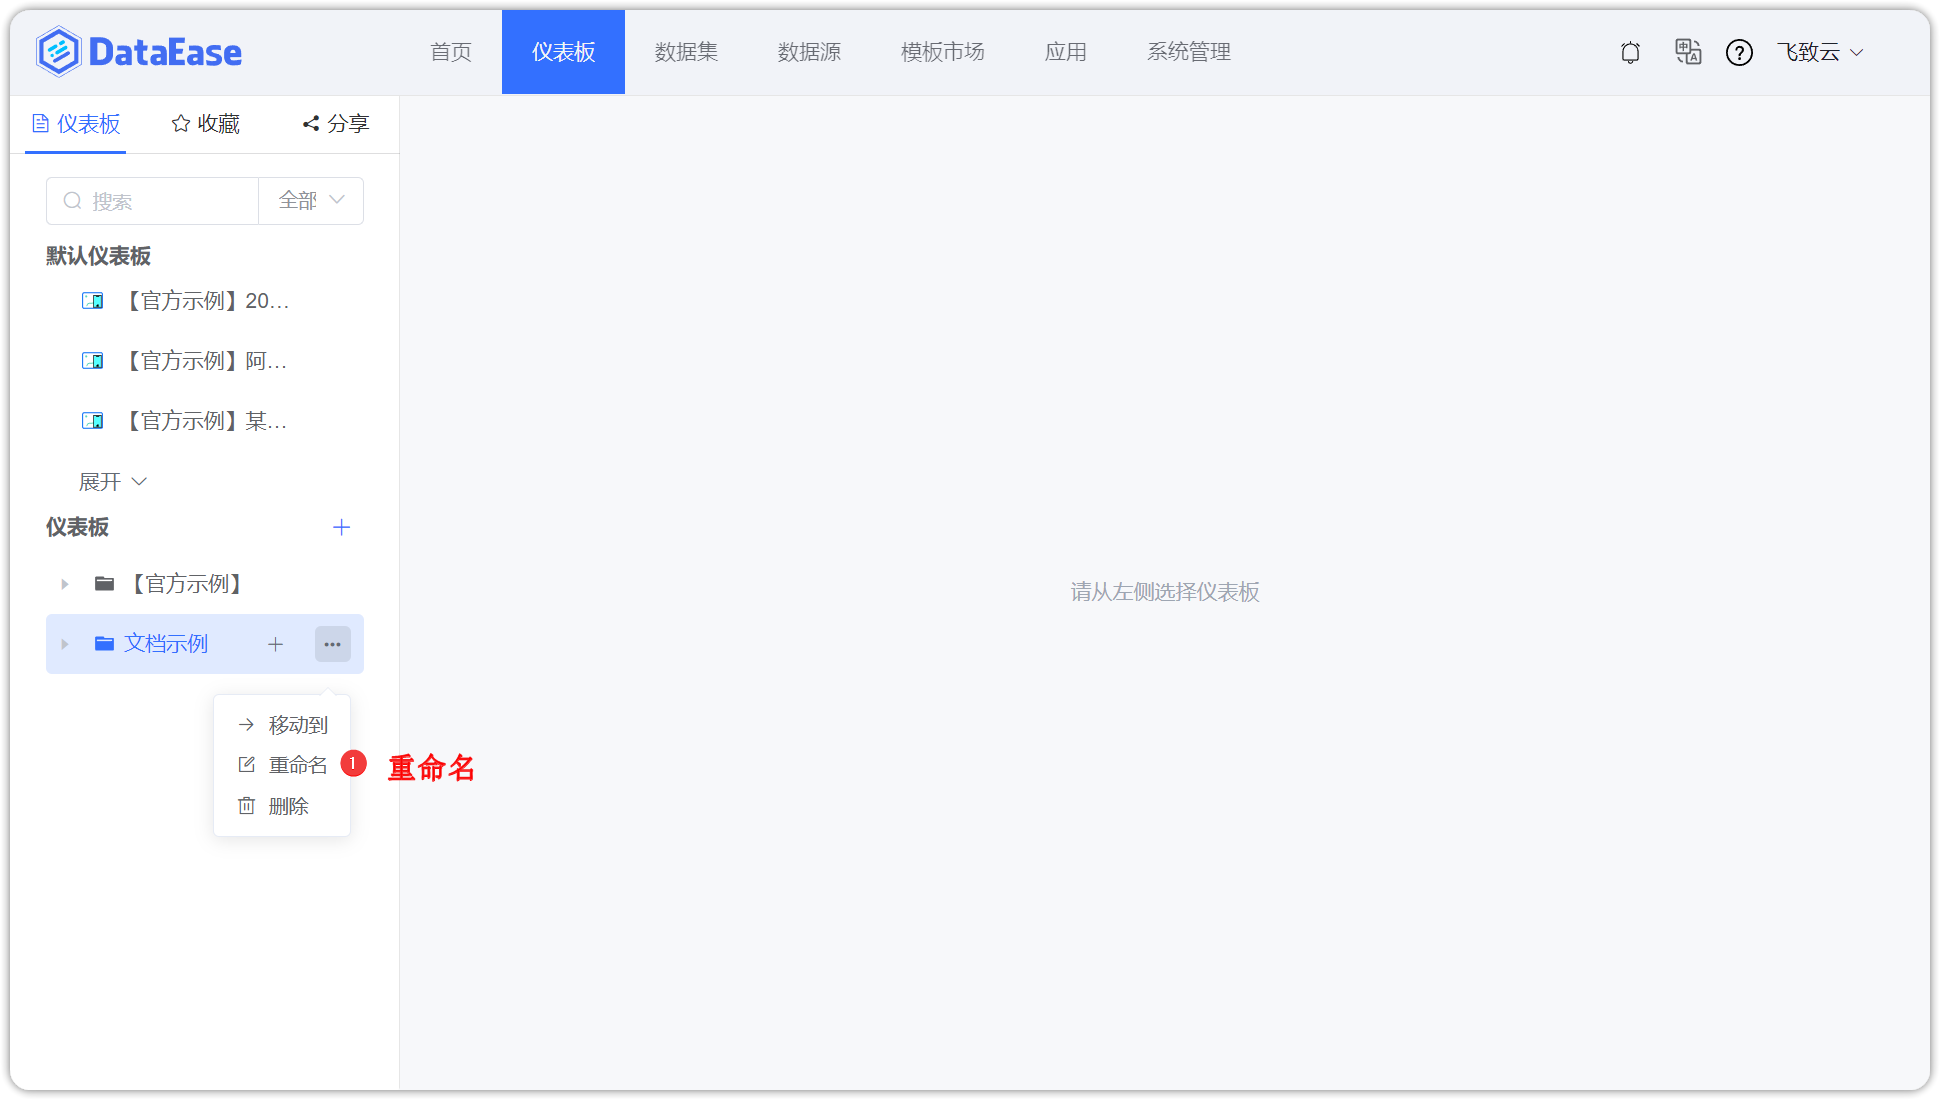 DataEase 首页 仪表板 数据集 数据源 模板市场 应用 系统管理 飞致云
仪表板 收藏 分享
搜索 全部
默认仪表板
【官方示例】20...
【官方示例】阿...
【官方示例】某...
展开
仪表板
【官方示例】
文档示例
请从左侧选择仪表板
移动到
重命名 1 重命名
删除